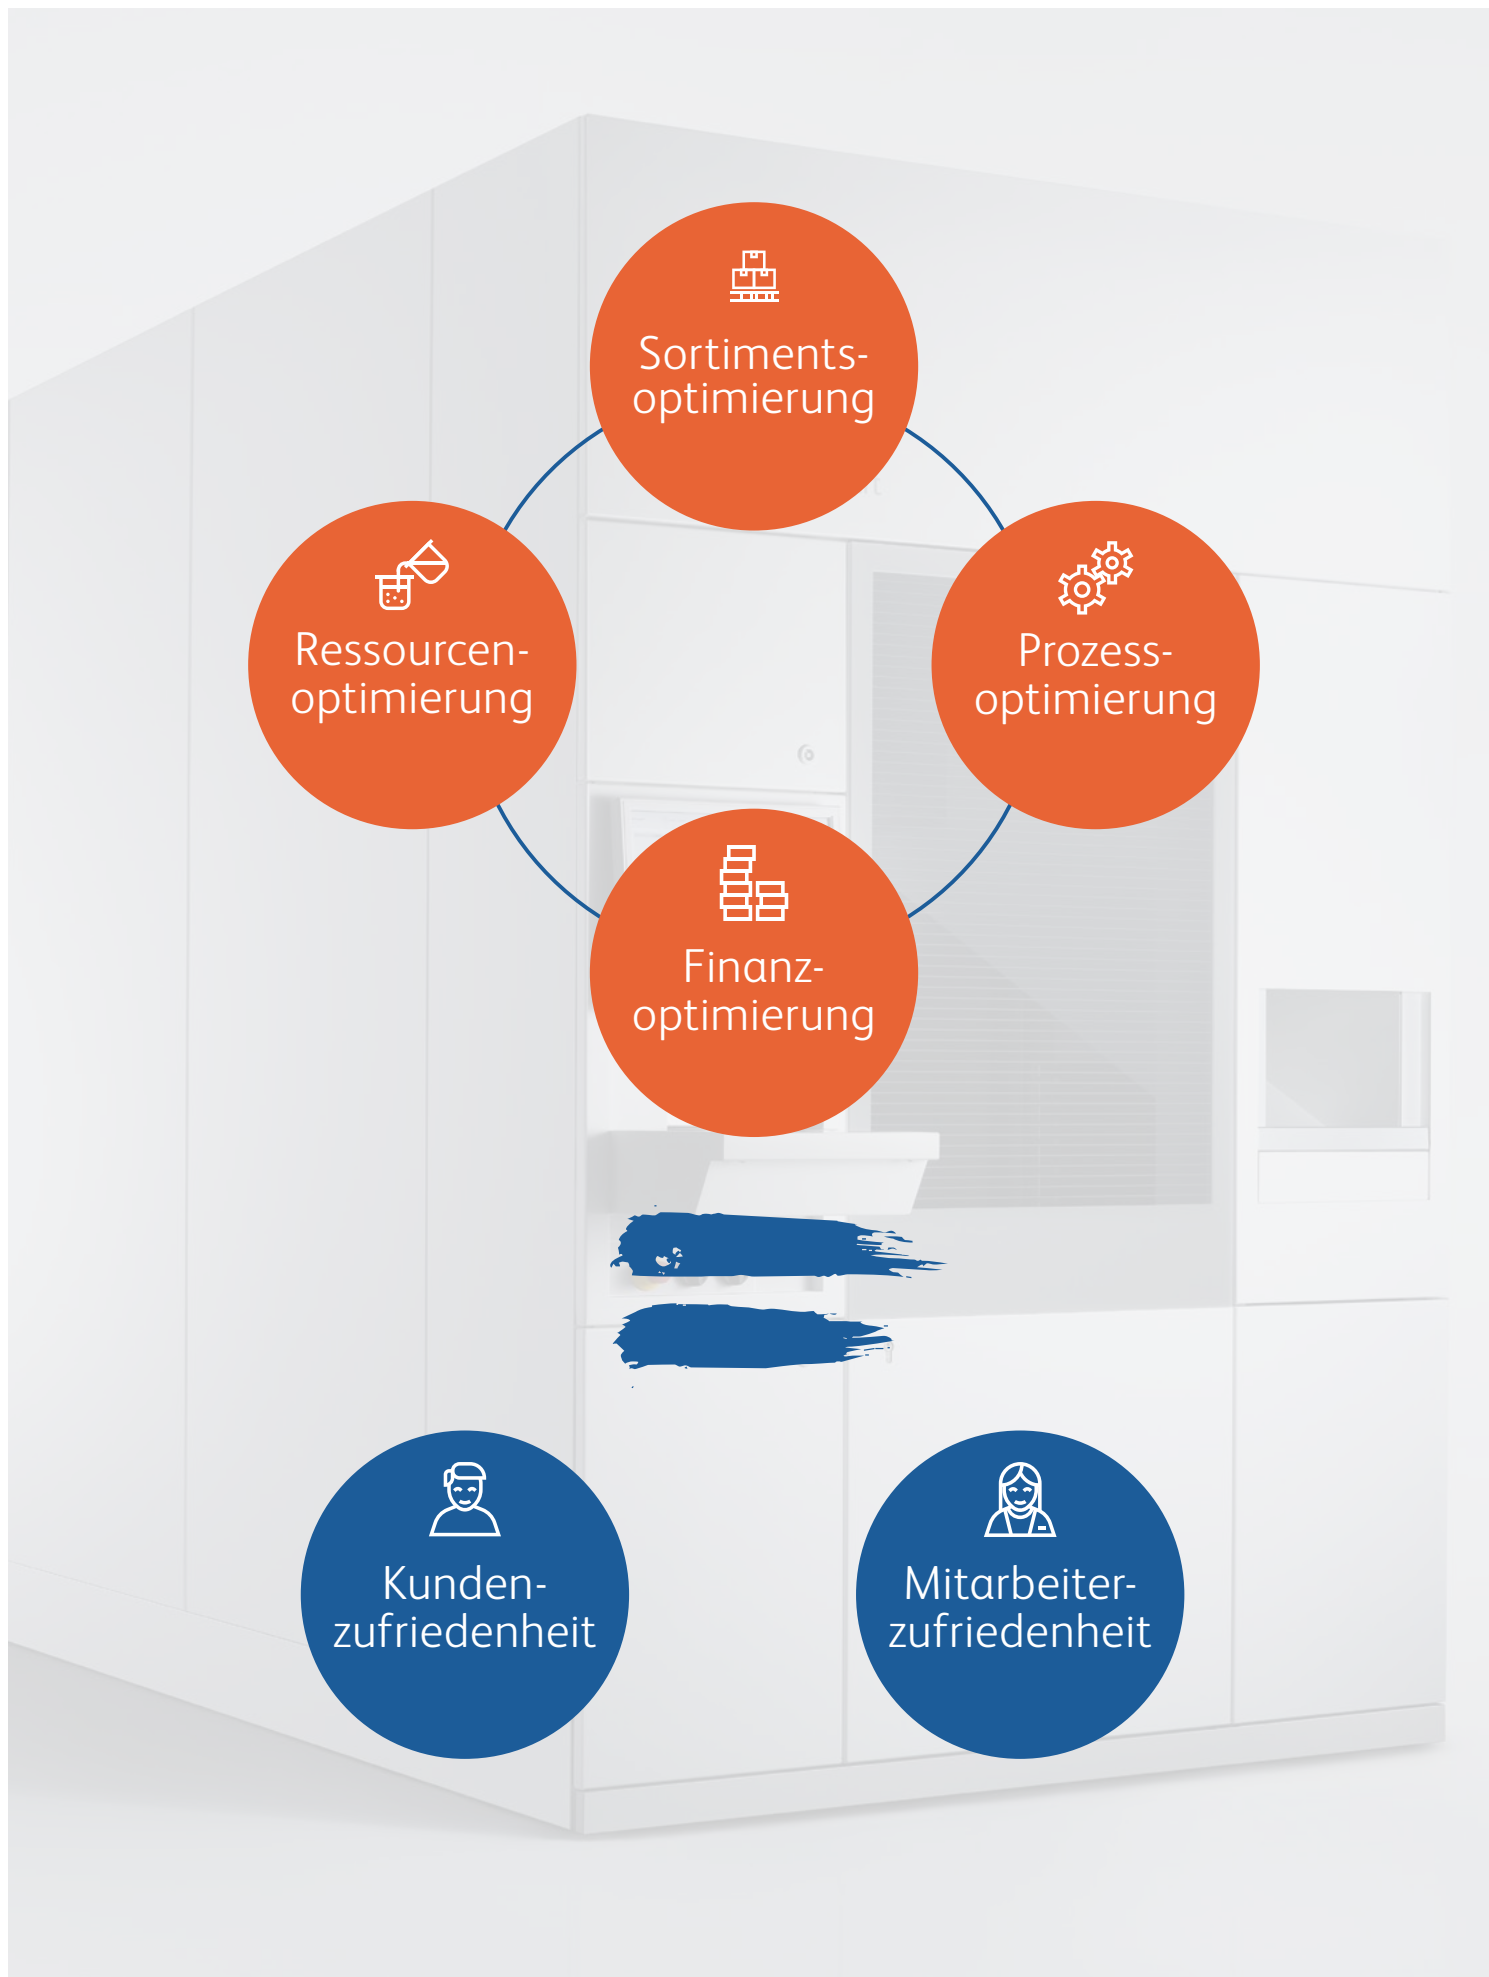 Sortiments-
optimierung
Ressourcen-
optimierung
Prozess-
optimierung
Finanz-
optimierung
Kunden-
zufriedenheit
Mitarbeiter-
zufriedenheit